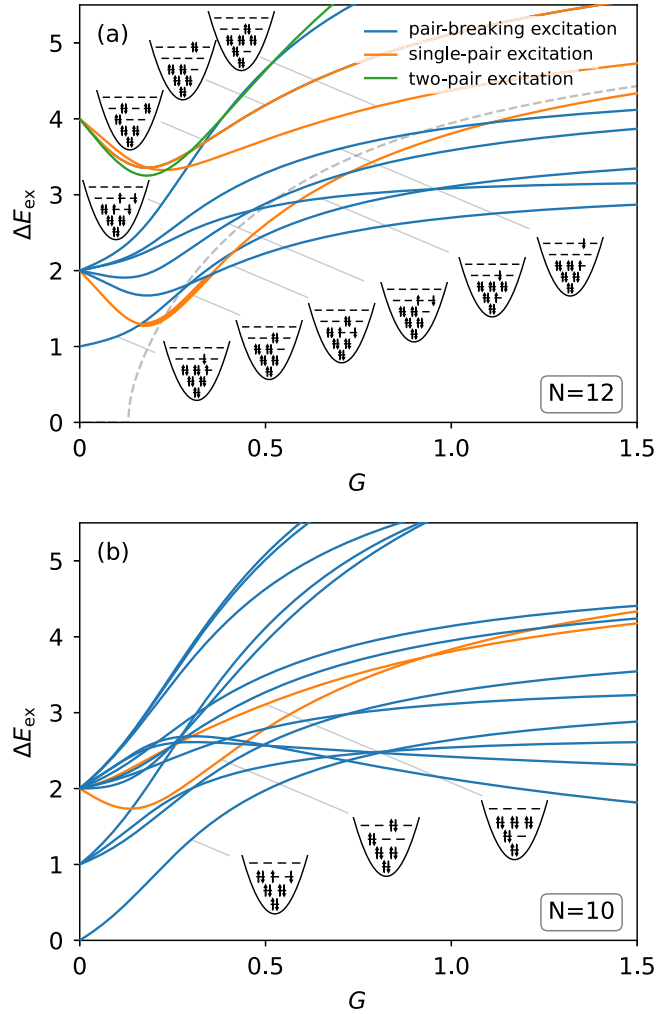 (a)
pair-breaking excitation
single-pair excitation
two-pair excitation
5
4
3
2
1
0
ΔE_ex
N=12
0
0.5
1.0
1.5
G
(b)
5
4
3
2
1
0
ΔE_ex
N=10
0
0.5
1.0
1.5
G